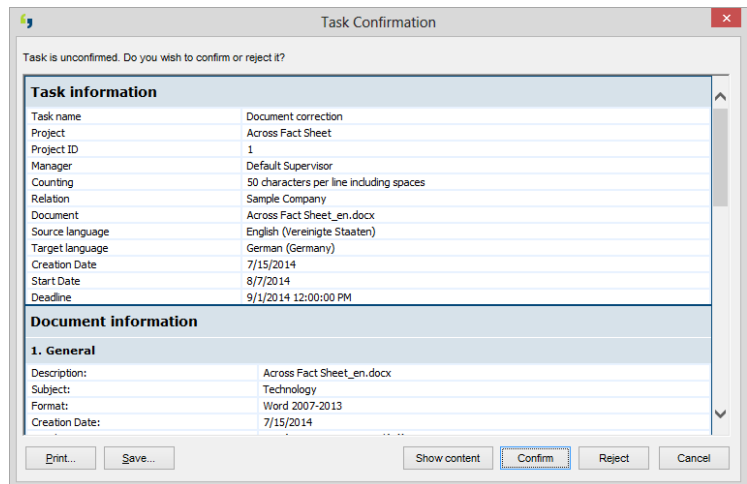 Task Confirmation
Task is unconfirmed. Do you wish to confirm or reject it?
Task information
Task name Document correction
Project Across Fact Sheet
Project ID 1
Manager Default Supervisor
Counting 50 characters per line including spaces
Relation Sample Company
Document Across Fact Sheet_en.docx
Source language English (Vereinigte Staaten)
Target language German (Germany)
Creation Date 7/15/2014
Start Date 8/7/2014
Deadline 9/1/2014 12:00:00 PM
Document information
1. General
Description: Across Fact Sheet_en.docx
Subject: Technology
Format: Word 2007-2013
Creation Date: 7/15/2014
Print... Save... Show content Confirm Reject Cancel